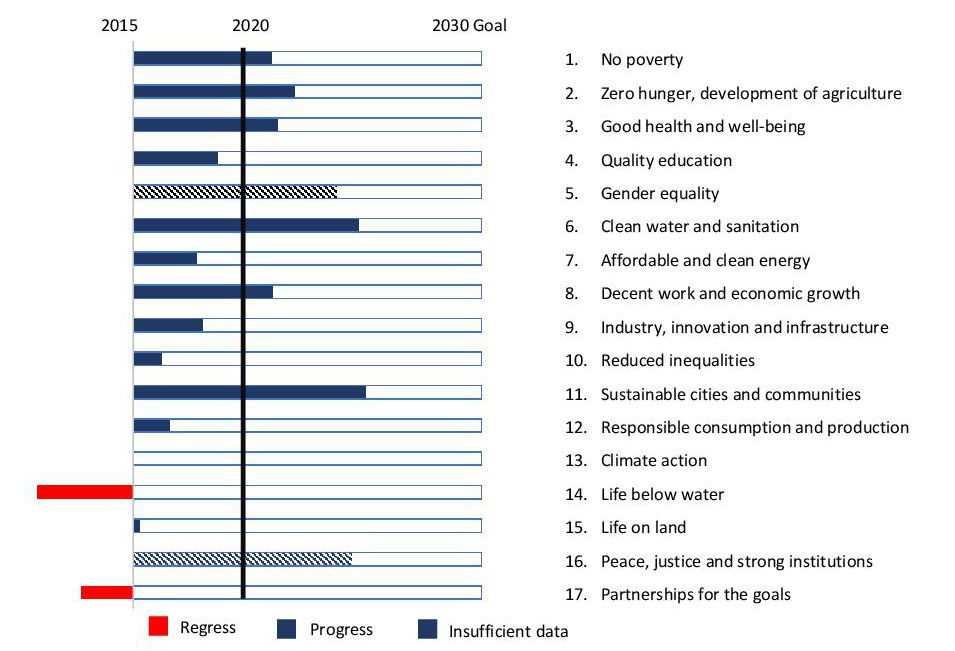 2015 2020 2030 Goal
1. No poverty
2. Zero hunger, development of agriculture
3. Good health and well-being
4. Quality education
5. Gender equality
6. Clean water and sanitation
7. Affordable and clean energy
8. Decent work and economic growth
9. Industry, innovation and infrastructure
10. Reduced inequalities
11. Sustainable cities and communities
12. Responsible consumption and production
13. Climate action
14. Life below water
15. Life on land
16. Peace, justice and strong institutions
17. Partnerships for the goals
Regress Progress Insufficient data